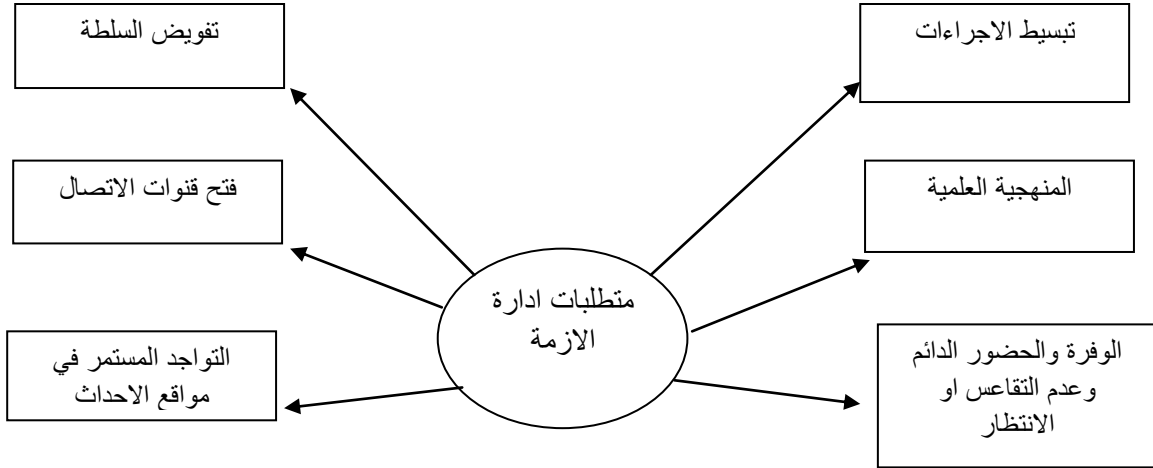 تبسيط الاجراءات
تفويض السلطة
المنهجية العلمية
فتح قنوات الاتصال
متطلبات ادارة
الازمة
الوفرة والحضور الدائم
وعدم التقاعس او
الانتظار
التواجد المستمر في
مواقع الاحداث